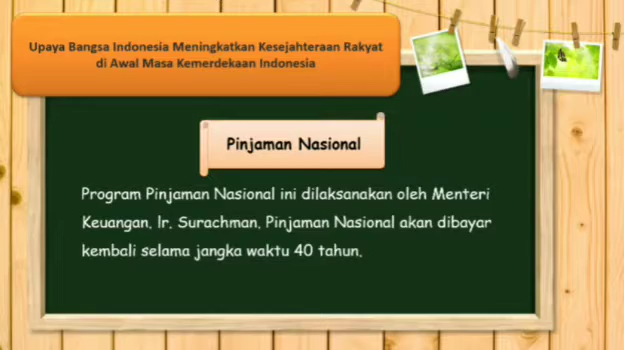 Upaya Bangsa Indonesia Meningkatkan Kesejahteraan Rakyat
di Awal Masa Kemerdekaan Indonesia
Pinjaman Nasional
Program Pinjaman Nasional ini dilaksanakan oleh Menteri
Keuangan, Ir. Surachman. Pinjaman Nasional akan dibayar
kembali selama jangka waktu 40 tahun.